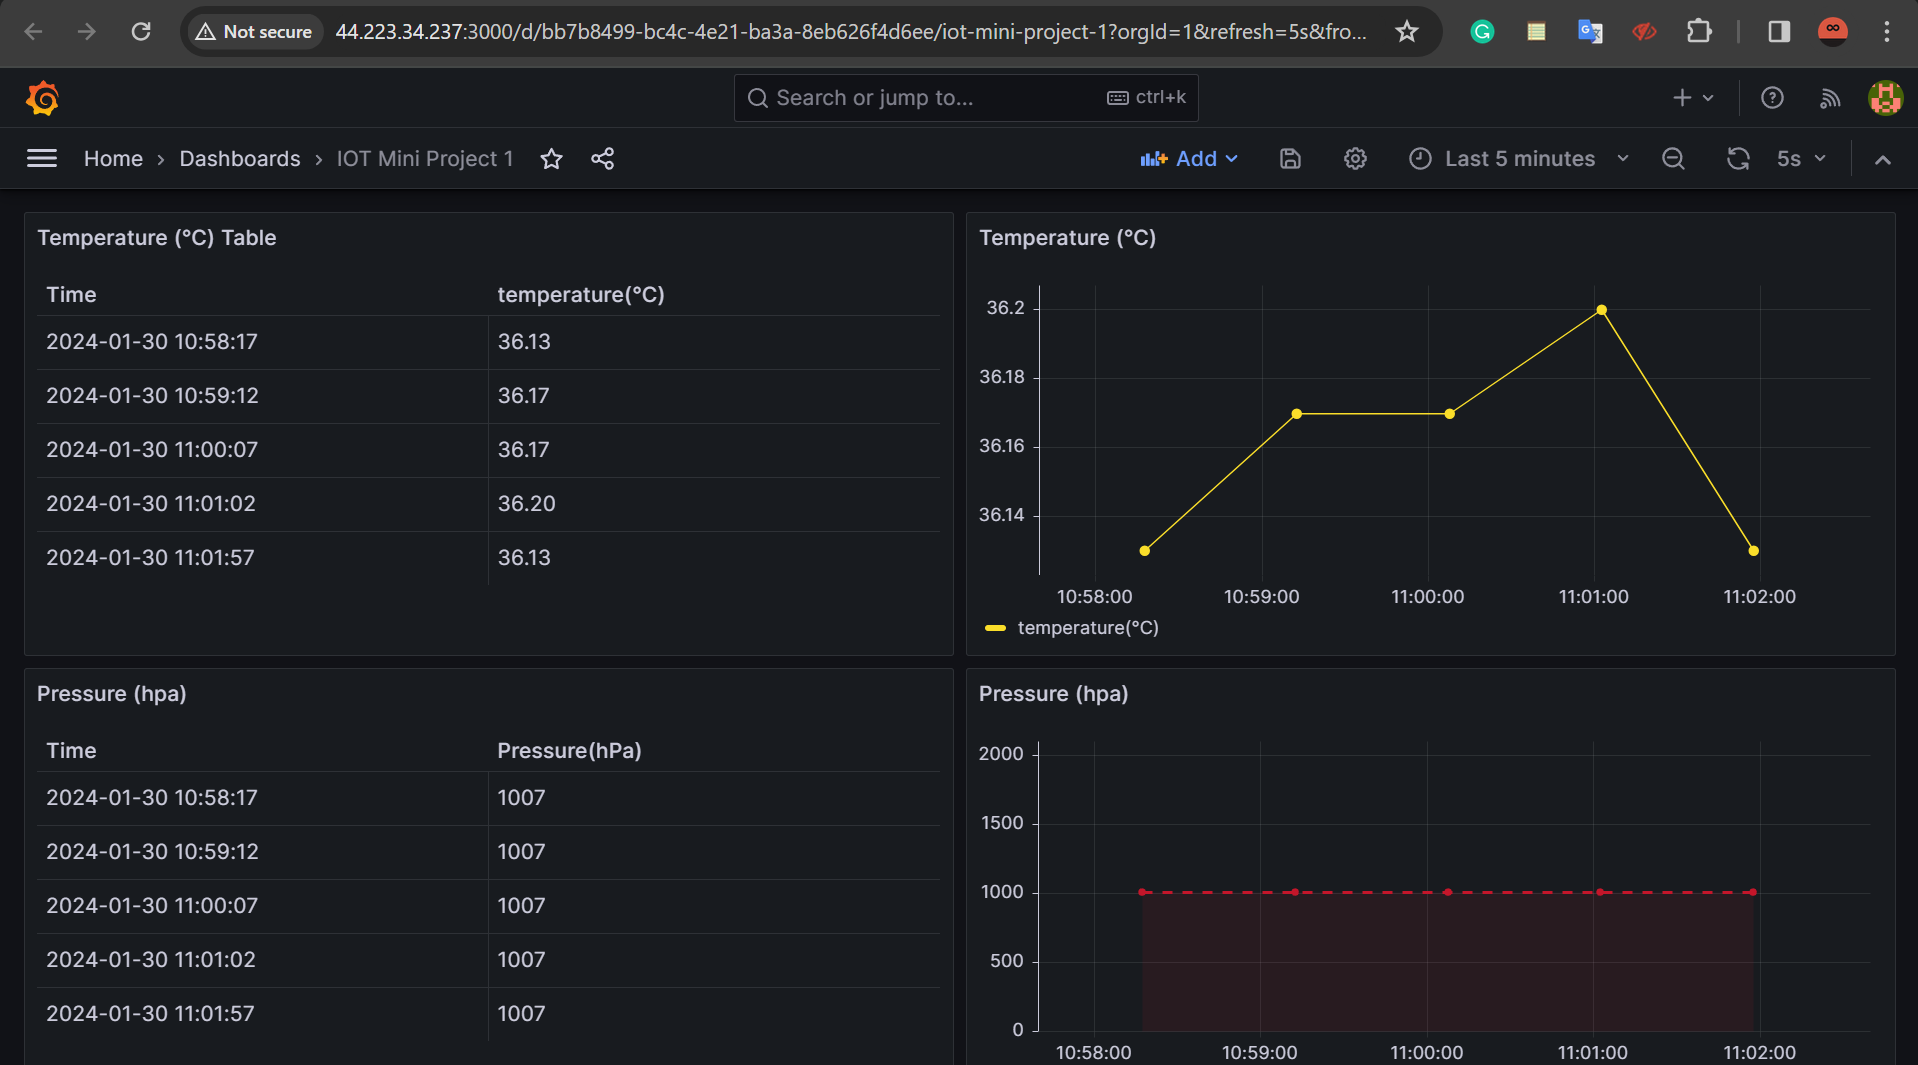 Not secure 44.223.34.237:3000/d/bb7b8499-bc4c-4e21-ba3a-8eb626f4d6ee/iot-mini-project-1?orgId=1&refresh=5s&fro...
Search or jump to... ctrl+k
Home › Dashboards › IOT Mini Project 1 Add Last 5 minutes 5s
Temperature (°C) Table
Time temperature(°C)
2024-01-30 10:58:17 36.13
2024-01-30 10:59:12 36.17
2024-01-30 11:00:07 36.17
2024-01-30 11:01:02 36.20
2024-01-30 11:01:57 36.13
Temperature (°C)
36.2
36.18
36.16
36.14
10:58:00 10:59:00 11:00:00 11:01:00 11:02:00
temperature(°C)
Pressure (hpa)
Time Pressure(hPa)
2024-01-30 10:58:17 1007
2024-01-30 10:59:12 1007
2024-01-30 11:00:07 1007
2024-01-30 11:01:02 1007
2024-01-30 11:01:57 1007
Pressure (hpa)
2000
1500
1000
500
0
10:58:00 10:59:00 11:00:00 11:01:00 11:02:00